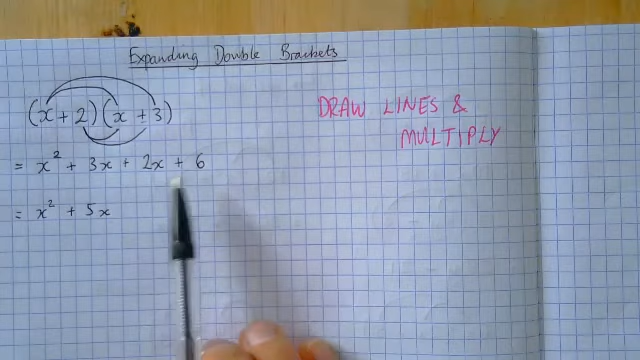 Expanding Double Brackets
(x + 2)(x + 3)
DRAW LINES &
MULTIPLY
= x² + 3x + 2x + 6
= x² + 5x